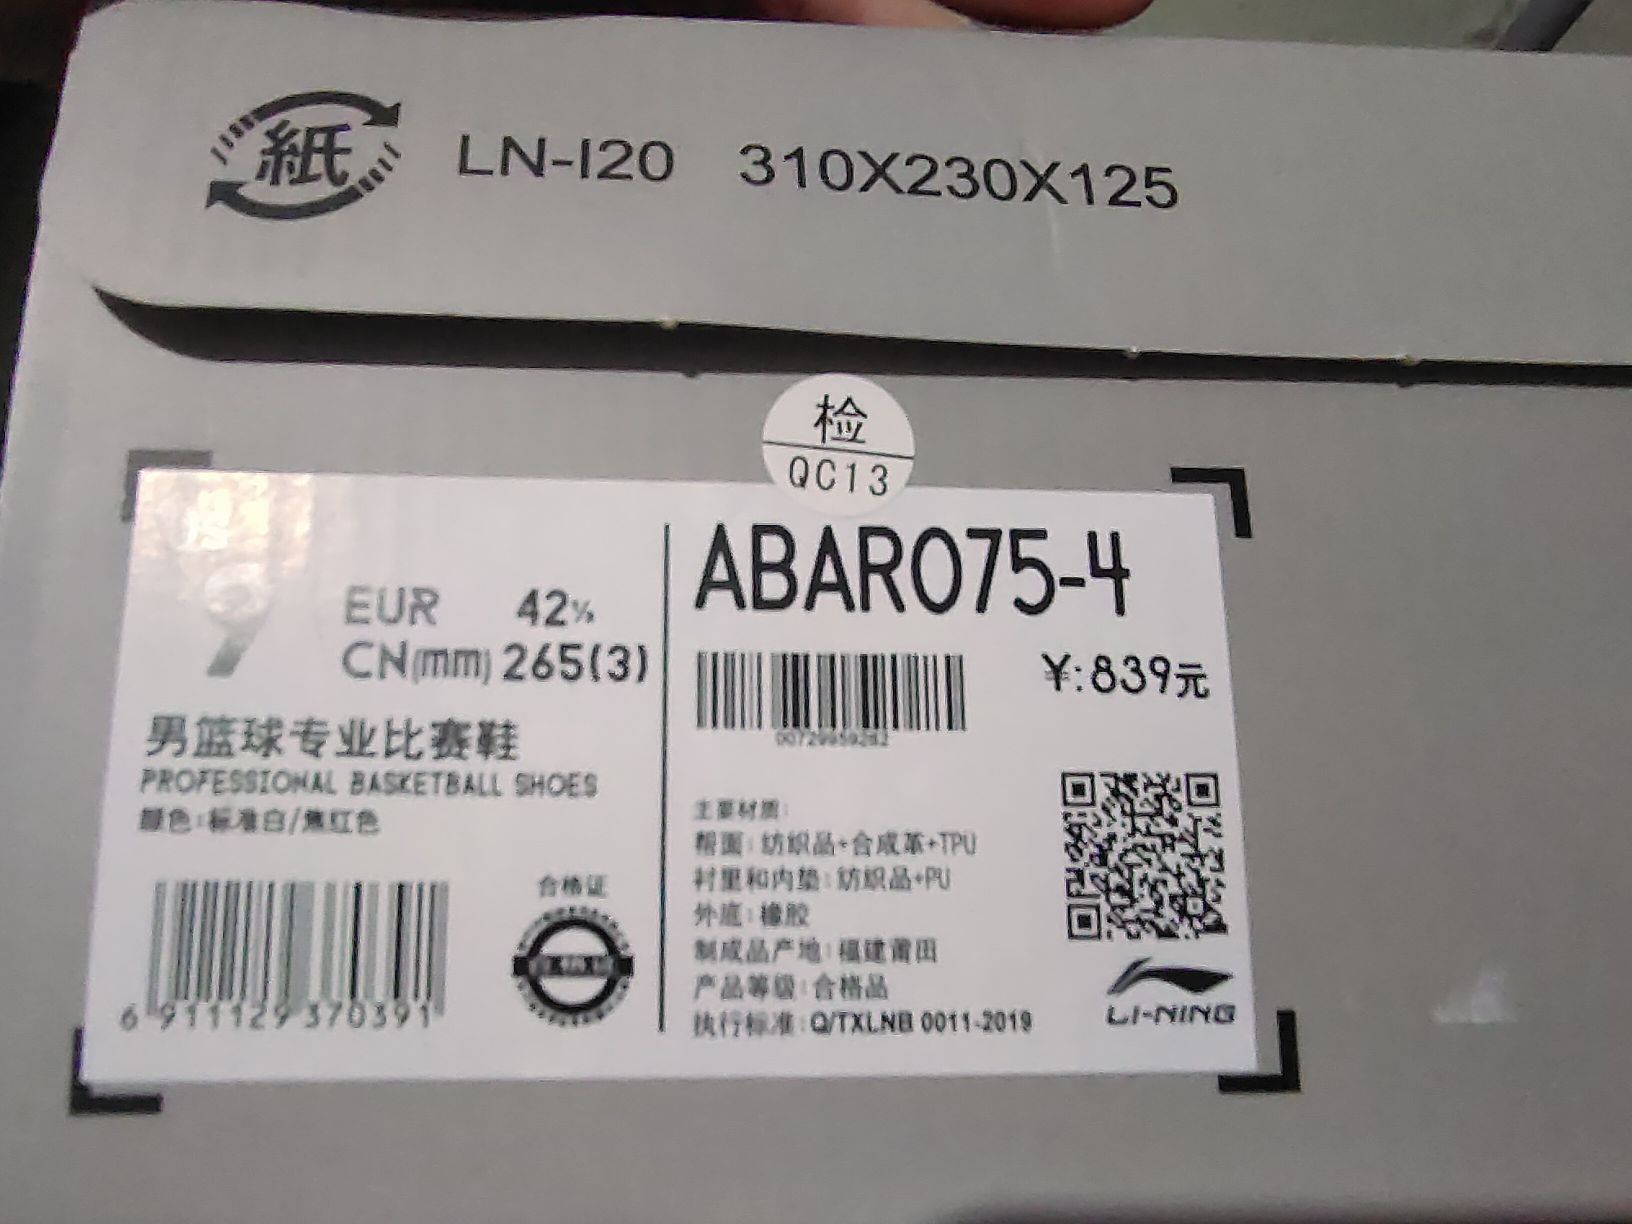 紙 LN-I20 310X230X125
检
QC13
9
EUR 42⅔
CN(mm) 265(3)
男篮球专业比赛鞋
PROFESSIONAL BASKETBALL SHOES
颜色:标准白/焦红色
合格证
6 911129 370391
ABAR075-4
¥:839元
主要材质:
帮面:纺织品+合成革+TPU
衬里和内垫:纺织品+PU
外底:橡胶
制成品产地:福建莆田
产品等级:合格品
执行标准:Q/TXLNB 0011-2019
LI-NING